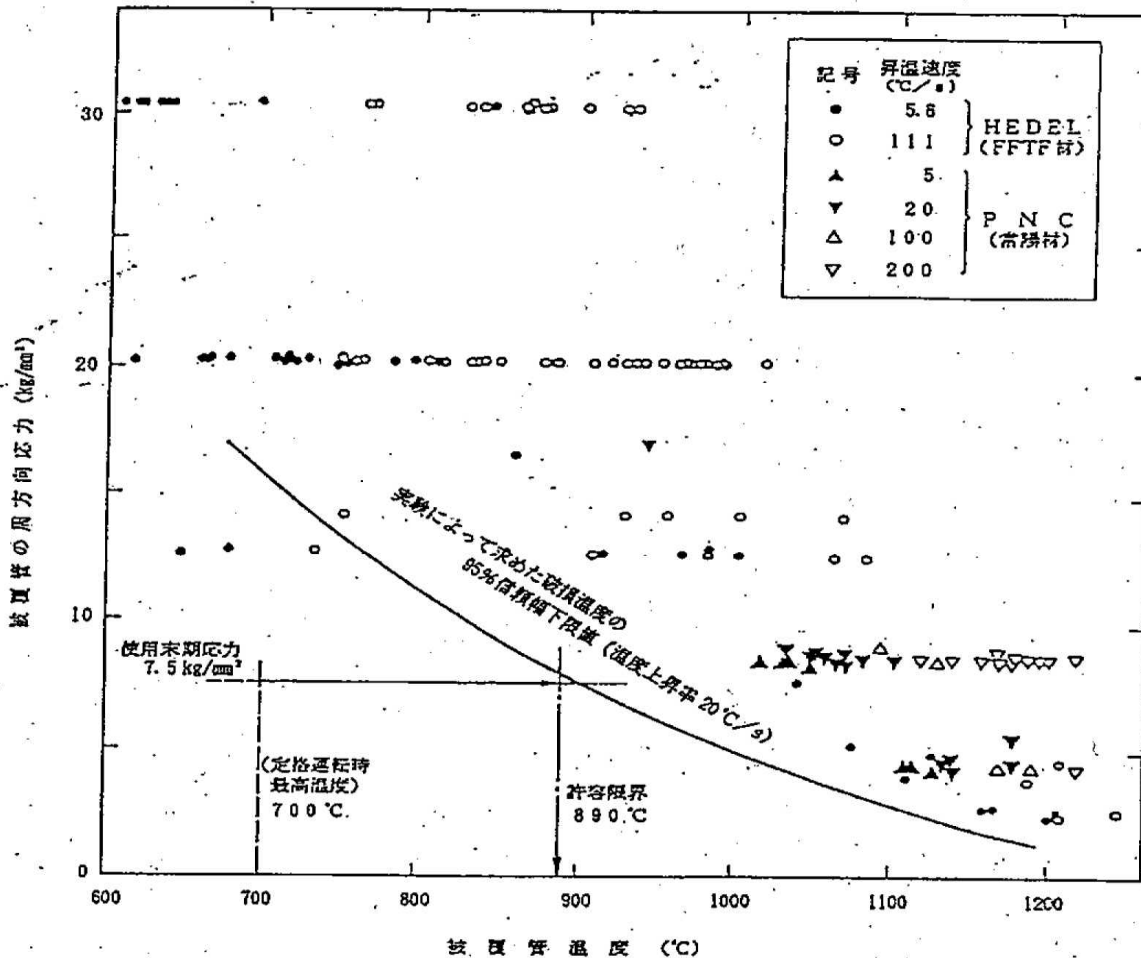 30
20
10
0
600
700
800
900
1000
1100
1200
被覆管の周方向応力 (kg/mm²)
被覆管温度 (℃)
記号 昇温速度
(℃/s)
● 5.6
○ 111
HEDEL
(FFTF材)
▲ 5
▼ 20
△ 100
▽ 200
PNC
(常陽材)
実験によって求めた破損温度の
95%信頼幅下限値 (温度上昇率20℃/s)
使用末期応力
7.5 kg/mm²
(定格運転時
最高温度)
700℃
許容限界
890℃